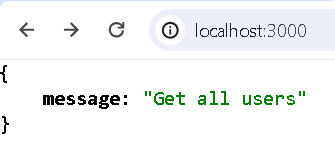 localhost:3000
{
message: "Get all users"
}